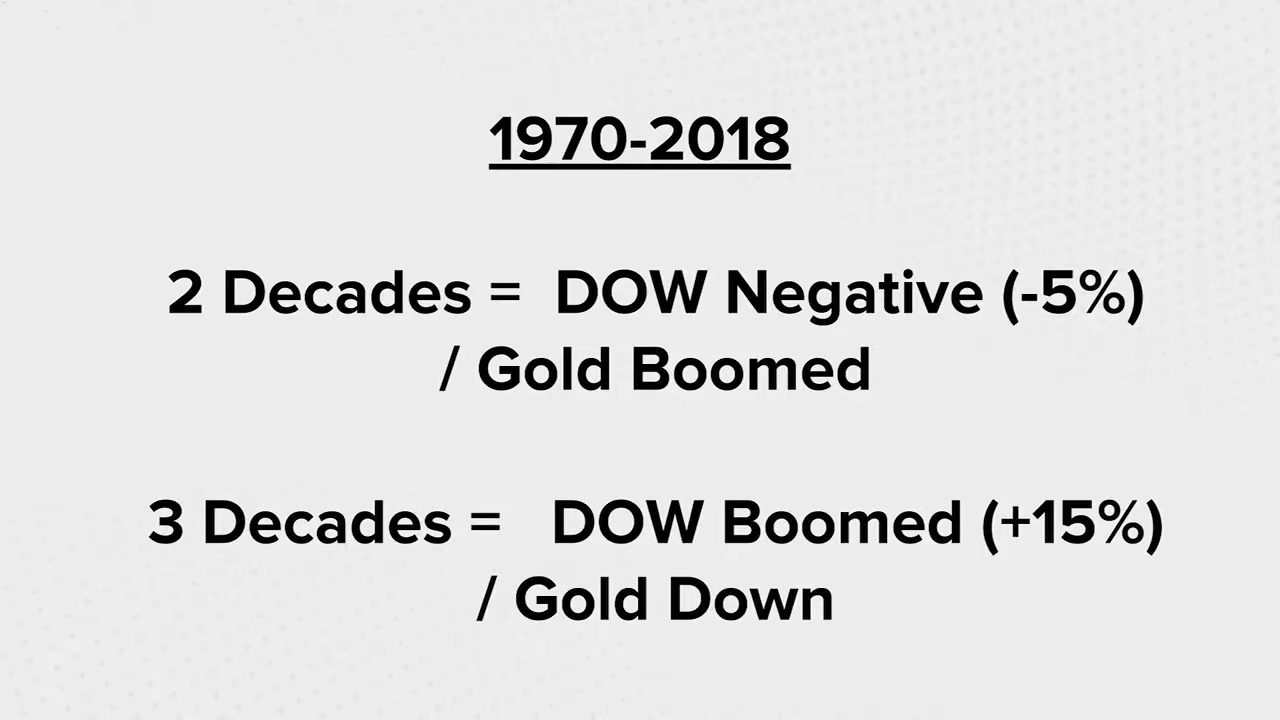 1970-2018
2 Decades = DOW Negative (-5%)
/ Gold Boomed
3 Decades = DOW Boomed (+15%)
/ Gold Down